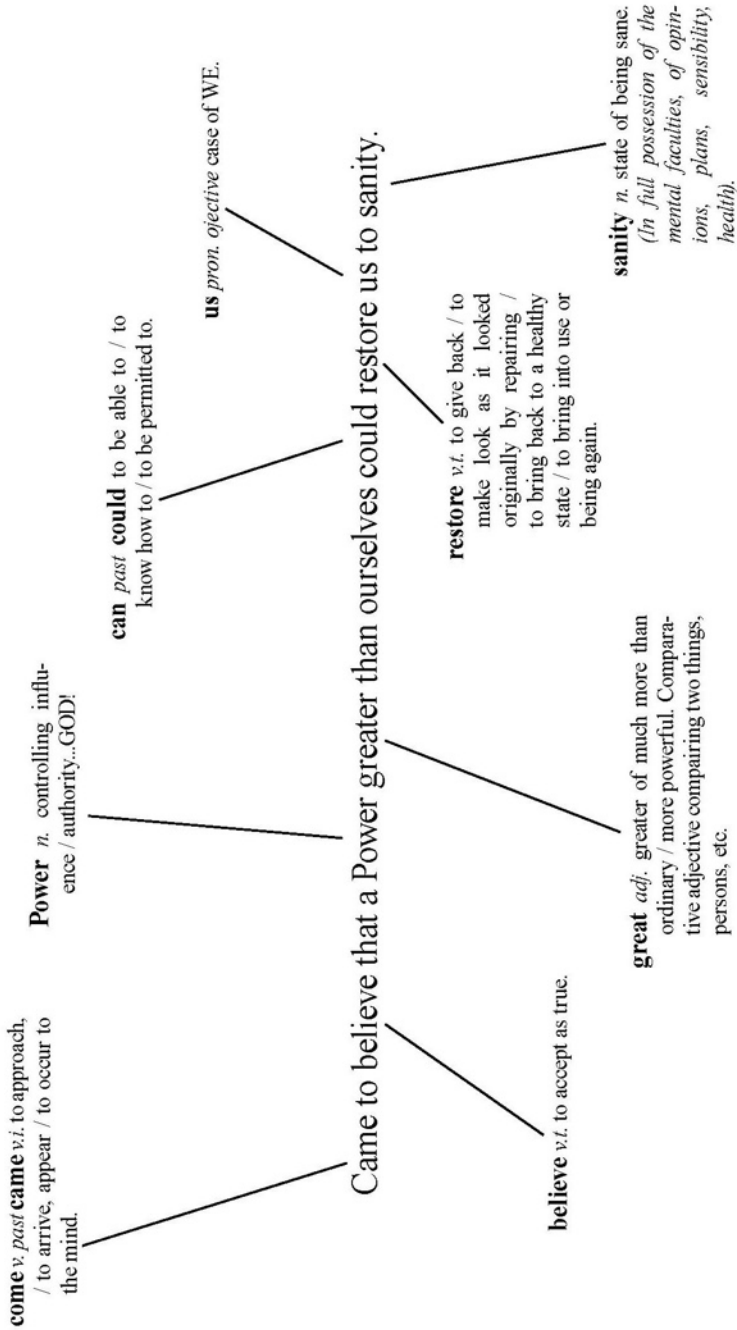 come v. past came v.i. to approach,
/ to arrive, appear / to occur to
the mind.
Power n. controlling influ-
ence / authority...GOD!
can past could to be able to / to
know how to / to be permitted to.
us pron. ojective case of WE.
Came to believe that a Power greater than ourselves could restore us to sanity.
believe v.t. to accept as true.
great adj. greater of much more than
ordinary / more powerful. Compara-
tive adjective compairing two things,
persons, etc.
restore v.t. to give back / to
make look as it looked
originally by repairing /
to bring back to a healthy
state / to bring into use or
being again.
sanity n. state of being sane.
(In full possession of the
mental faculties, of opin-
ions, plans, sensibility,
health).